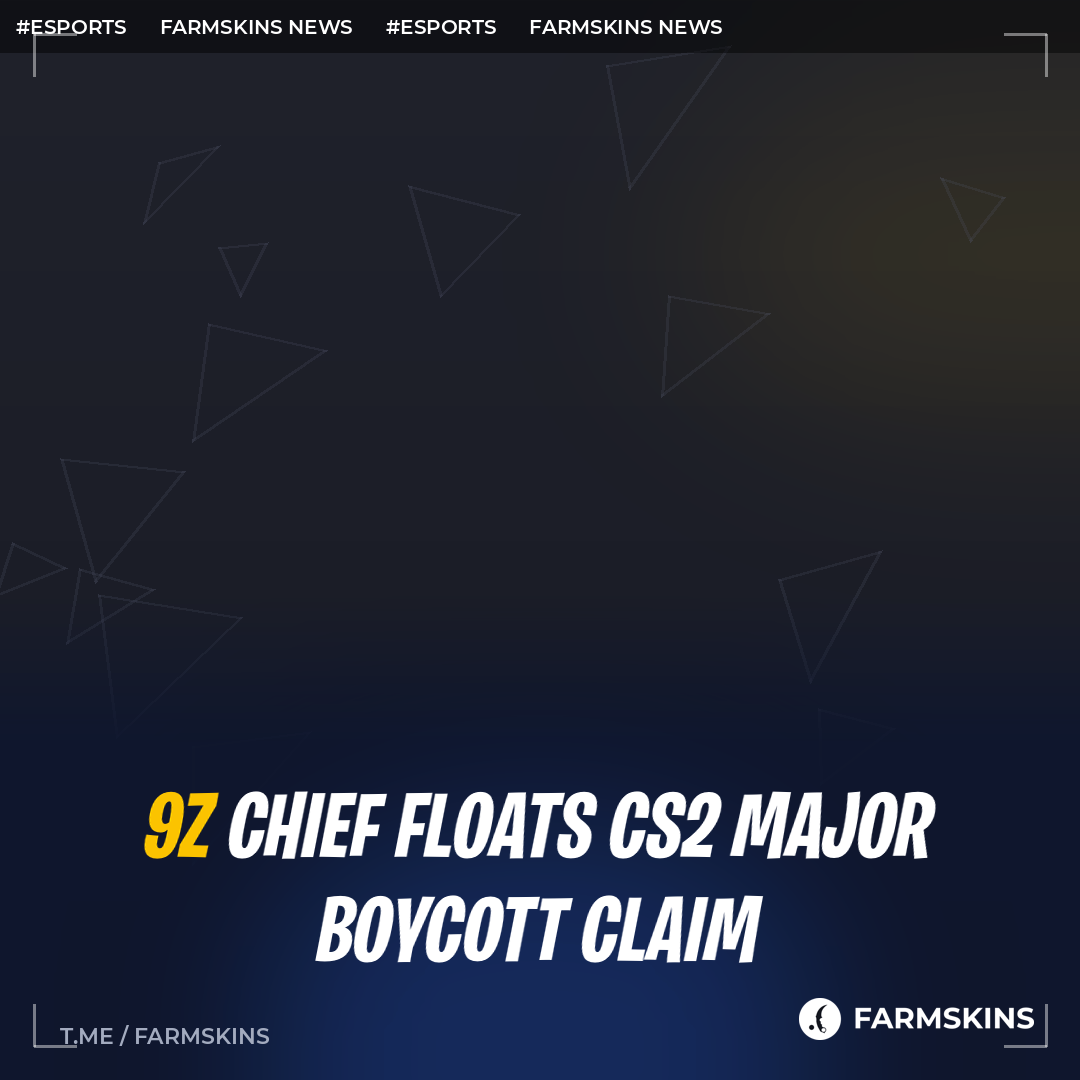 #ESPORTS FARMSKINS NEWS #ESPORTS FARMSKINS NEWS
9Z CHIEF FLOATS CS2 MAJOR
BOYCOTT CLAIM
T.ME / FARMSKINS
FARMSKINS